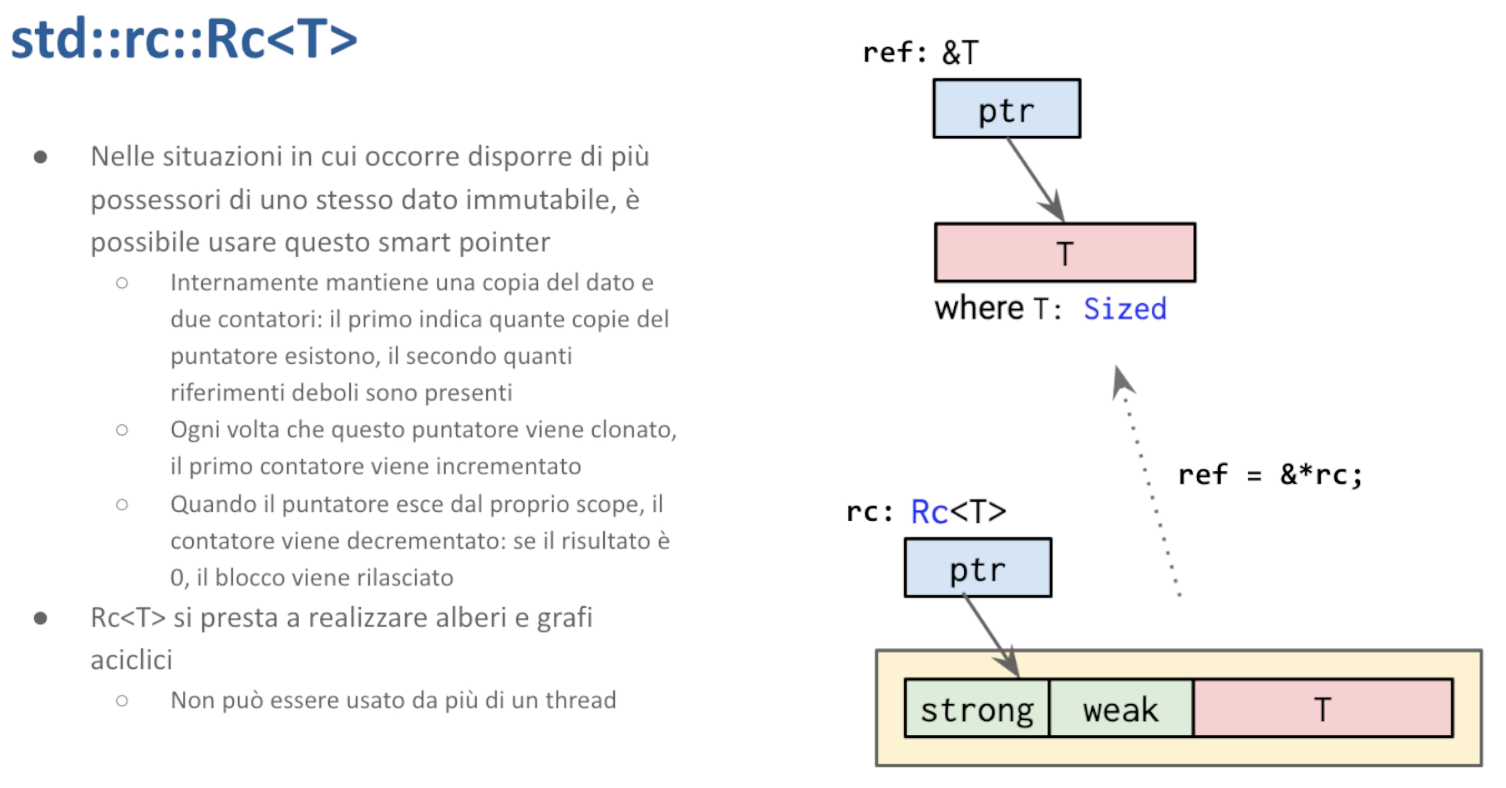 std::rc::Rc<T>
● Nelle situazioni in cui occorre disporre di più
possessori di uno stesso dato immutabile, è
possibile usare questo smart pointer
○ Internamente mantiene una copia del dato e
due contatori: il primo indica quante copie del
puntatore esistono, il secondo quanti
riferimenti deboli sono presenti
○ Ogni volta che questo puntatore viene clonato,
il primo contatore viene incrementato
○ Quando il puntatore esce dal proprio scope, il
contatore viene decrementato: se il risultato è
0, il blocco viene rilasciato
● Rc<T> si presta a realizzare alberi e grafi
aciclici
○ Non può essere usato da più di un thread
ref: &T
ptr
T
where T: Sized
ref = &*rc;
rc: Rc<T>
ptr
strong weak T